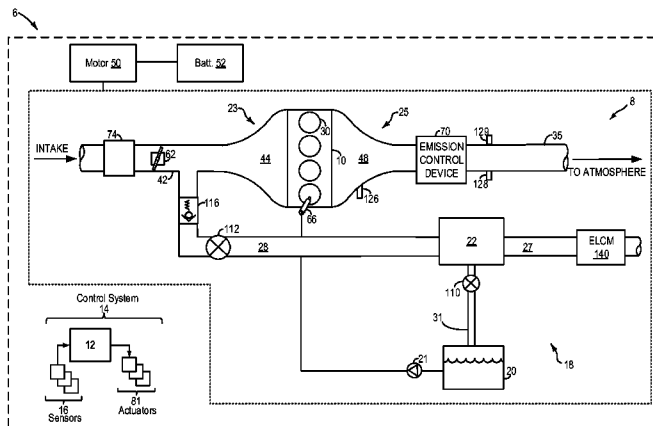 6
Motor 50
Batt. 52
8
23
25
74
62
30
70
129
35
INTAKE
44
10
48
EMISSION
CONTROL
DEVICE
TO ATMOSPHERE
42
126
128
116
66
112
28
22
27
ELCM
140
110
31
18
Control System
14
12
21
20
16
Sensors
81
Actuators